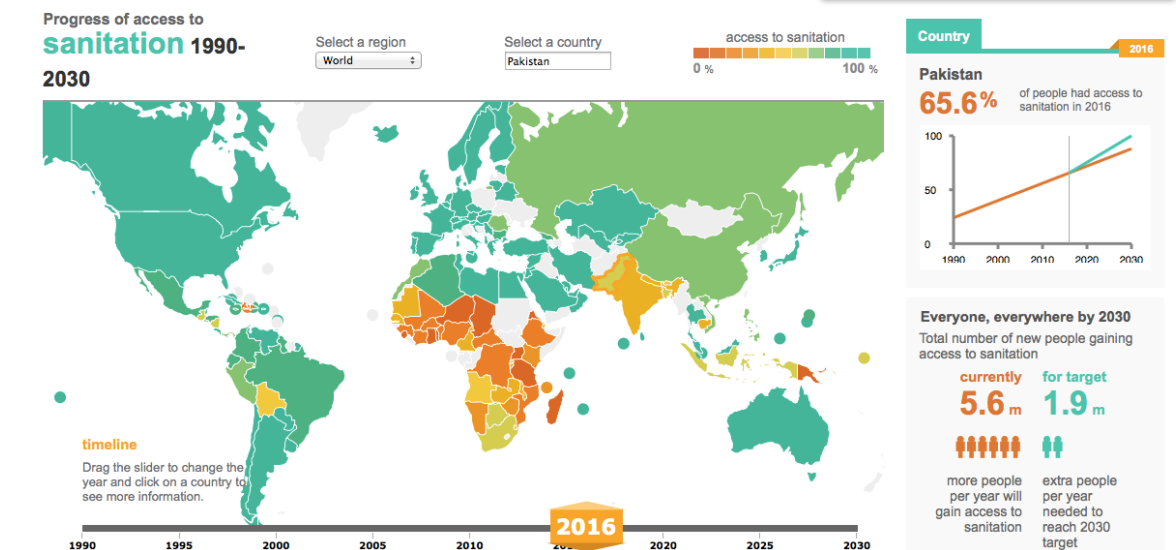 Progress of access to
sanitation 1990-
2030
Select a region
World
Select a country
Pakistan
access to sanitation
0 %
100 %
Country
2016
Pakistan
65.6%
of people had access to
sanitation in 2016
100
50
0
1990 2000 2010 2020 2030
Everyone, everywhere by 2030
Total number of new people gaining
access to sanitation
currently
5.6 m
more people
per year will
gain access to
sanitation
for target
1.9 m
extra people
per year
needed to
reach 2030
target
timeline
Drag the slider to change the
year and click on a country to
see more information.
2016
1990 1995 2000 2005 2010 2020 2025 2030